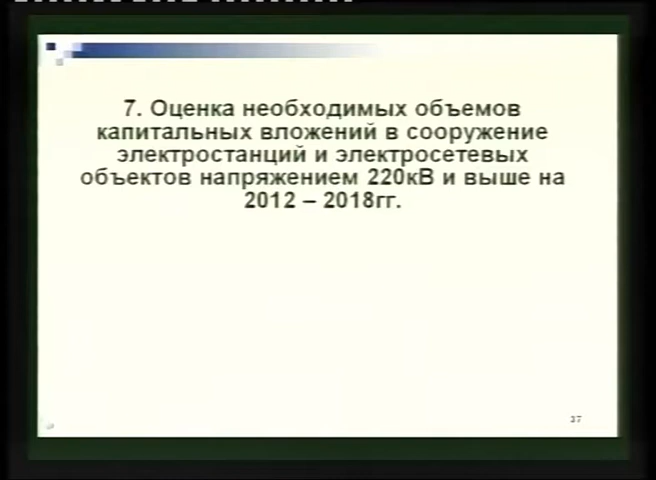 7. Оценка необходимых объемов
капитальных вложений в сооружение
электростанций и электросетевых
объектов напряжением 220кВ и выше на
2012 – 2018гг.
37